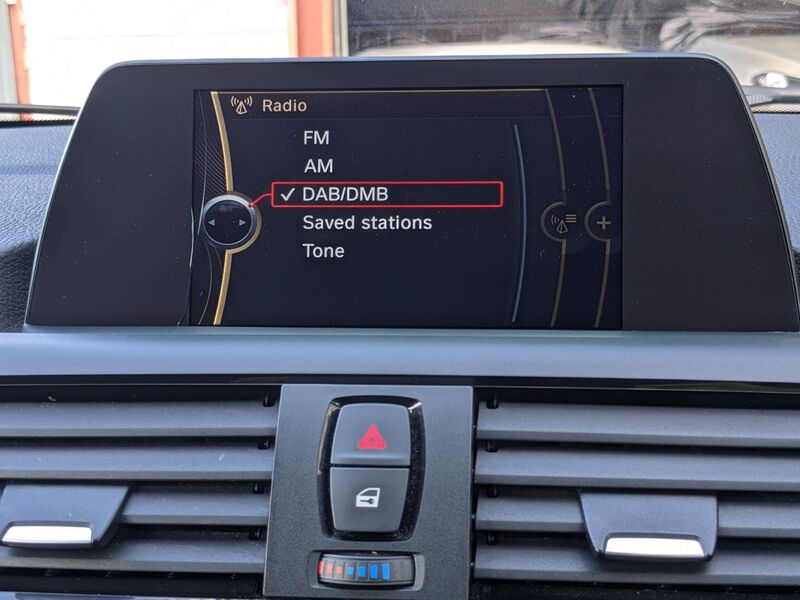 Radio
FM
AM
DAB/DMB
Saved stations
Tone